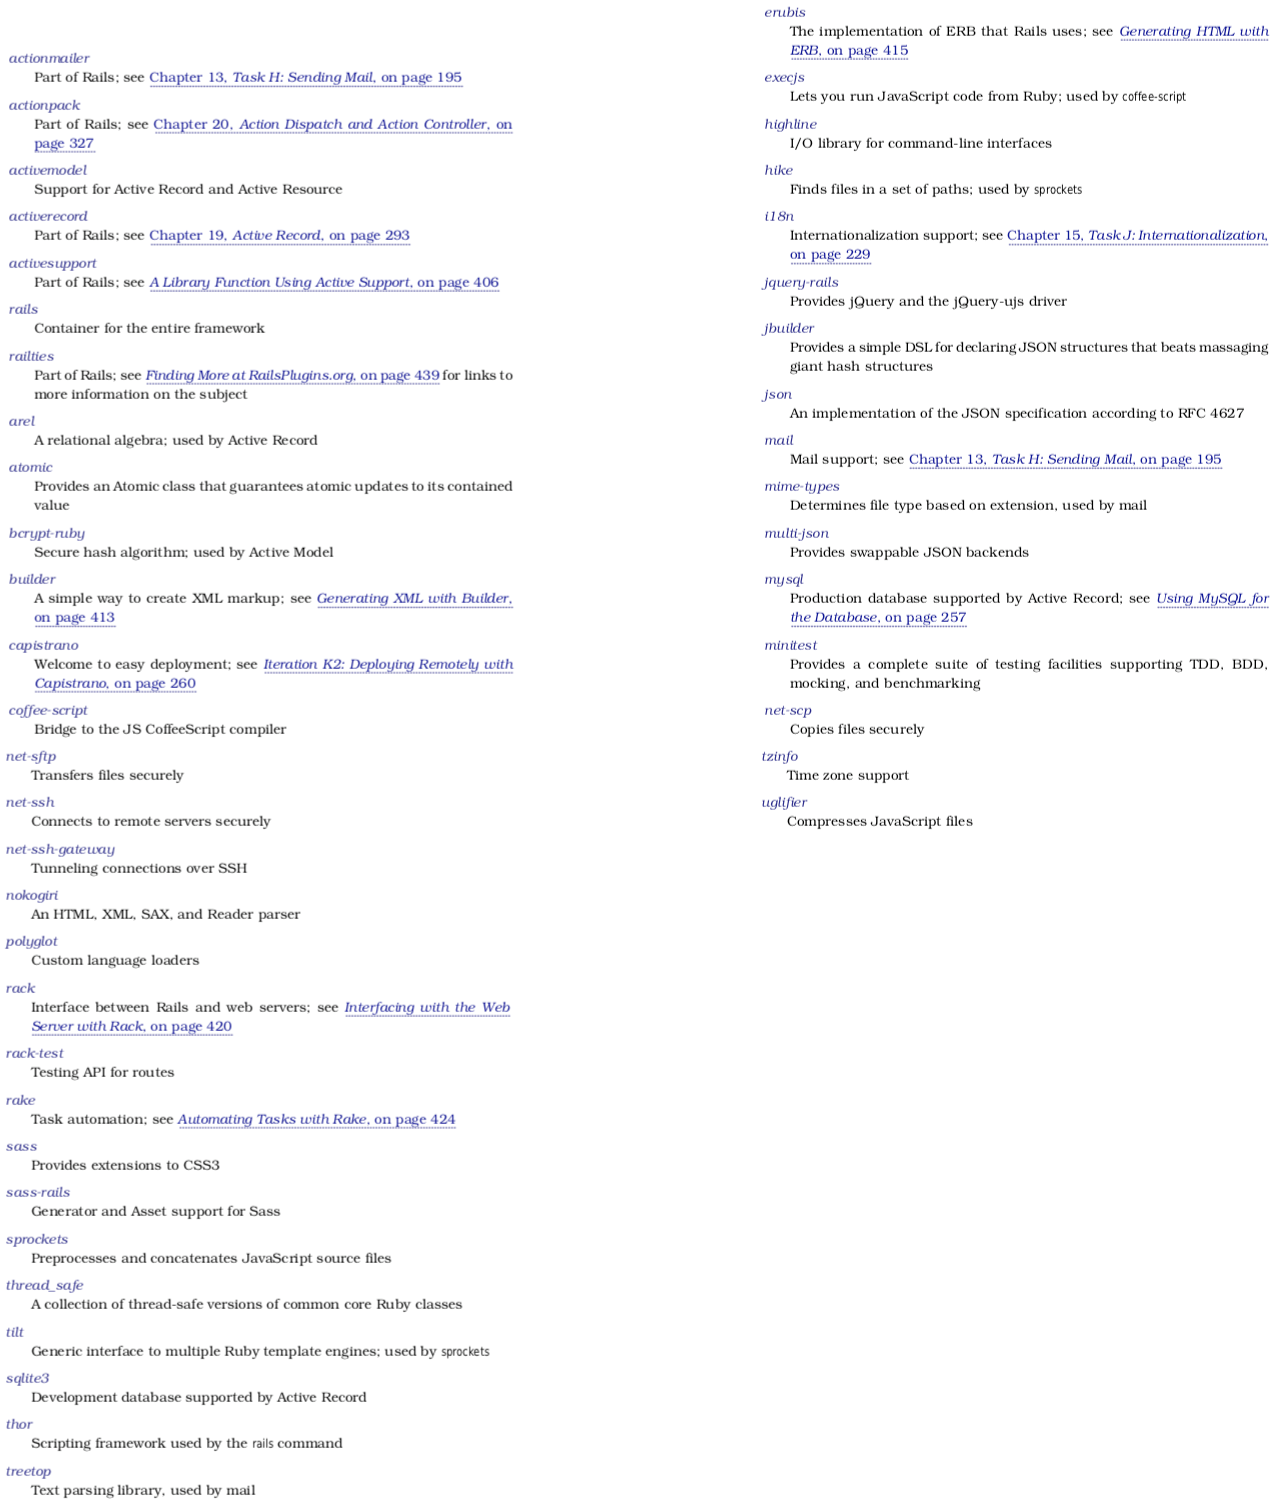 actionmailer
Part of Rails; see Chapter 13, Task H: Sending Mail, on page 195
actionpack
Part of Rails; see Chapter 20, Action Dispatch and Action Controller, on
page 327
activemodel
Support for Active Record and Active Resource
activerecord
Part of Rails; see Chapter 19, Active Record, on page 293
activesupport
Part of Rails; see A Library Function Using Active Support, on page 406
rails
Container for the entire framework
railties
Part of Rails; see Finding More at RailsPlugins.org, on page 439 for links to
more information on the subject
arel
A relational algebra; used by Active Record
atomic
Provides an Atomic class that guarantees atomic updates to its contained
value
bcrypt-ruby
Secure hash algorithm; used by Active Model
builder
A simple way to create XML markup; see Generating XML with Builder,
on page 413
capistrano
Welcome to easy deployment; see Iteration K2: Deploying Remotely with
Capistrano, on page 260
coffee-script
Bridge to the JS CoffeeScript compiler
net-sftp
Transfers files securely
net-ssh
Connects to remote servers securely
net-ssh-gateway
Tunneling connections over SSH
nokogiri
An HTML, XML, SAX, and Reader parser
polyglot
Custom language loaders
rack
Interface between Rails and web servers; see Interfacing with the Web
Server with Rack, on page 420
rack-test
Testing API for routes
rake
Task automation; see Automating Tasks with Rake, on page 424
sass
Provides extensions to CSS3
sass-rails
Generator and Asset support for Sass
sprockets
Preprocesses and concatenates JavaScript source files
thread_safe
A collection of thread-safe versions of common core Ruby classes
tilt
Generic interface to multiple Ruby template engines; used by sprockets
sqlite3
Development database supported by Active Record
thor
Scripting framework used by the rails command
treetop
Text parsing library, used by mail
erubis
The implementation of ERB that Rails uses; see Generating HTML with
ERB, on page 415
execjs
Lets you run JavaScript code from Ruby; used by coffee-script
highline
I/O library for command-line interfaces
hike
Finds files in a set of paths; used by sprockets
i18n
Internationalization support; see Chapter 15, Task J: Internationalization,
on page 229
jquery-rails
Provides jQuery and the jQuery-ujs driver
jbuilder
Provides a simple DSL for declaring JSON structures that beats massaging
giant hash structures
json
An implementation of the JSON specification according to RFC 4627
mail
Mail support; see Chapter 13, Task H: Sending Mail, on page 195
mime-types
Determines file type based on extension, used by mail
multi-json
Provides swappable JSON backends
mysql
Production database supported by Active Record; see Using MySQL for
the Database, on page 257
minitest
Provides a complete suite of testing facilities supporting TDD, BDD,
mocking, and benchmarking
net-scp
Copies files securely
tzinfo
Time zone support
uglifier
Compresses JavaScript files